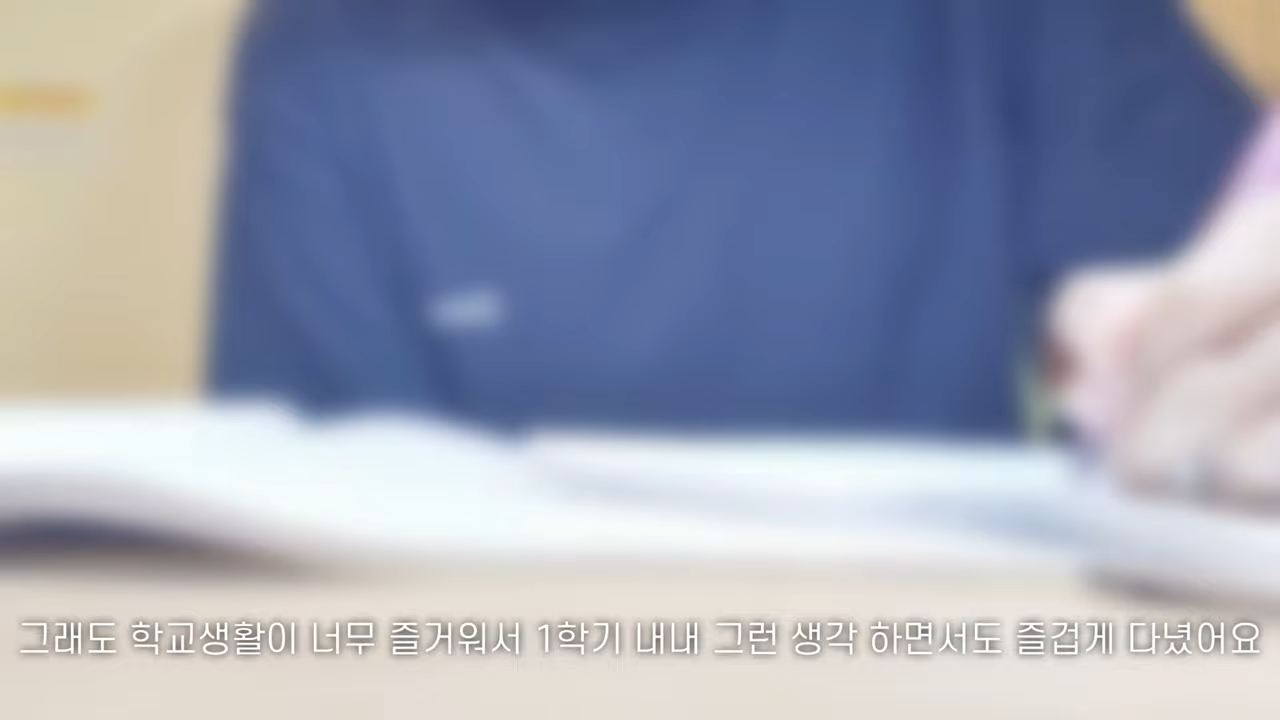 그래도 학교생활이 너무 즐거워서 1학기 내내 그런 생각 하면서도 즐겁게 다녔어요